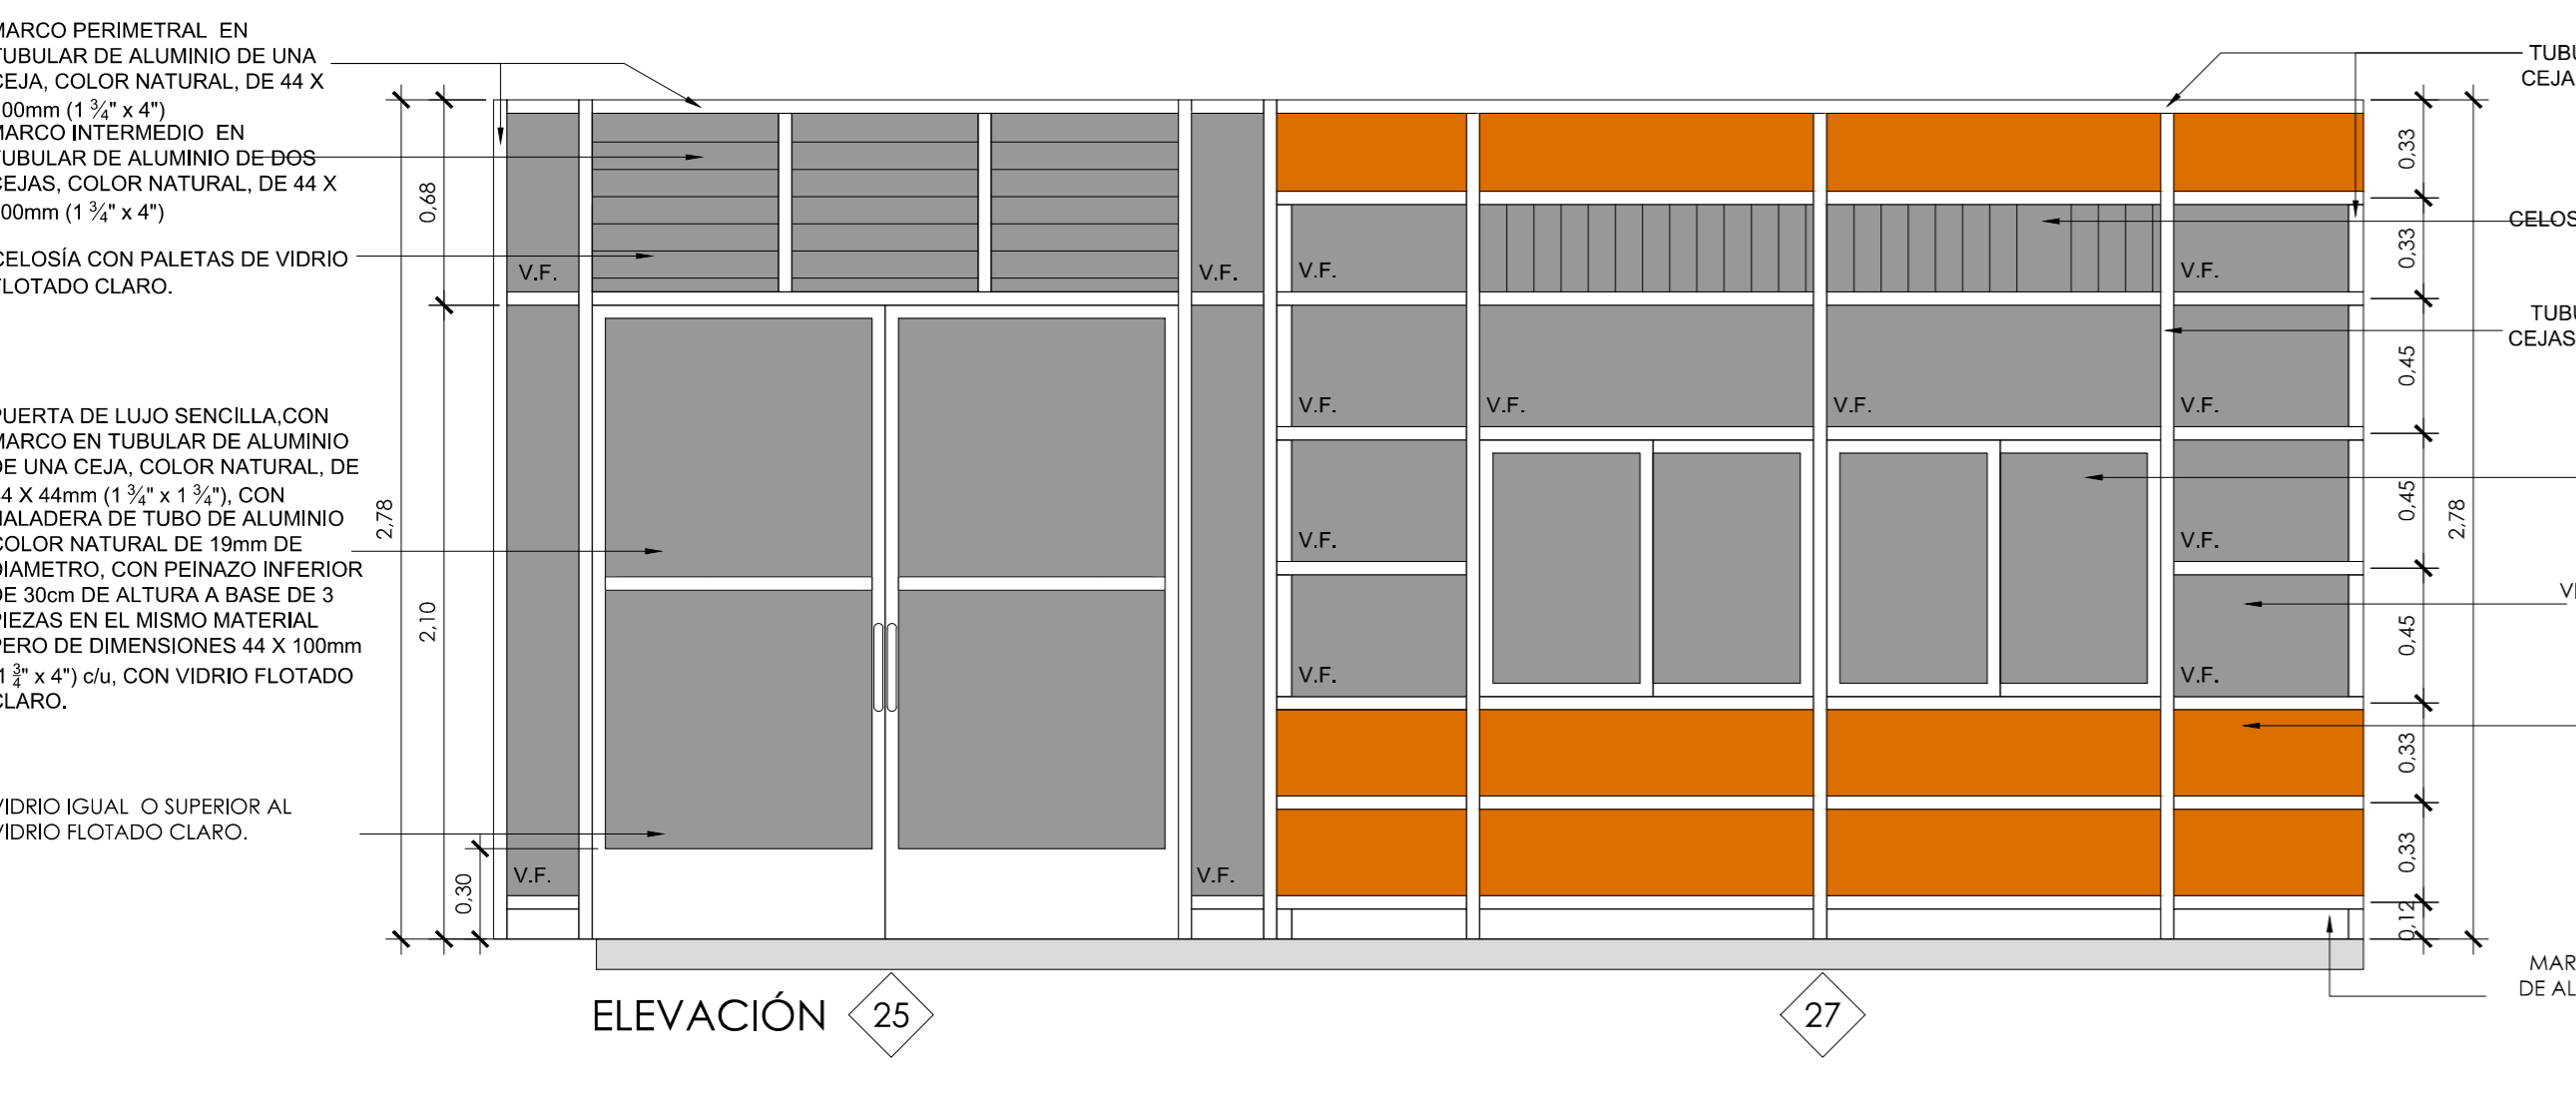 MARCO PERIMETRAL EN
TUBULAR DE ALUMINIO DE UNA
CEJA, COLOR NATURAL, DE 44 X
00mm (1 ¾" x 4")
MARCO INTERMEDIO EN
TUBULAR DE ALUMINIO DE DOS
CEJAS, COLOR NATURAL, DE 44 X
00mm (1 ¾" x 4")
CELOSÍA CON PALETAS DE VIDRIO
FLOTADO CLARO.
PUERTA DE LUJO SENCILLA,CON
MARCO EN TUBULAR DE ALUMINIO
DE UNA CEJA, COLOR NATURAL, DE
44 X 44mm (1 ¾" x 1 ¾"), CON
HALADERA DE TUBO DE ALUMINIO
COLOR NATURAL DE 19mm DE
DIAMETRO, CON PEINAZO INFERIOR
DE 30cm DE ALTURA A BASE DE 3
PIEZAS EN EL MISMO MATERIAL
PERO DE DIMENSIONES 44 X 100mm
1 ¾" x 4") c/u, CON VIDRIO FLOTADO
CLARO.
VIDRIO IGUAL O SUPERIOR AL
VIDRIO FLOTADO CLARO.
2,78
0,68
2,10
0,30
V.F.
V.F.
V.F.
V.F.
V.F.
V.F.
V.F.
V.F.
V.F.
V.F.
V.F.
V.F.
V.F.
V.F.
0,33
0,33
0,45
0,45
0,45
0,33
0,33
0,12
2,78
TUBU
CEJA
CELOS
TUBU
CEJAS
VI
MAR
DE AL
ELEVACIÓN 25
27